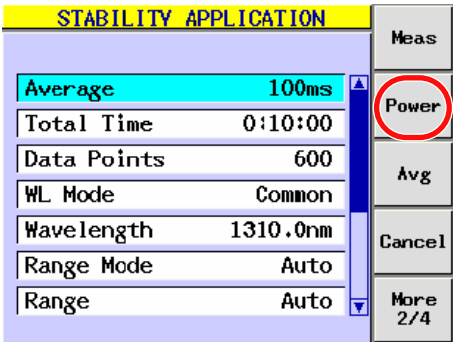 STABILITY APPLICATION
Average 100ms
Total Time 0:10:00
Data Points 600
WL Mode Common
Wavelength 1310.0nm
Range Mode Auto
Range Auto
Meas
Power
Avg
Cancel
More
2/4